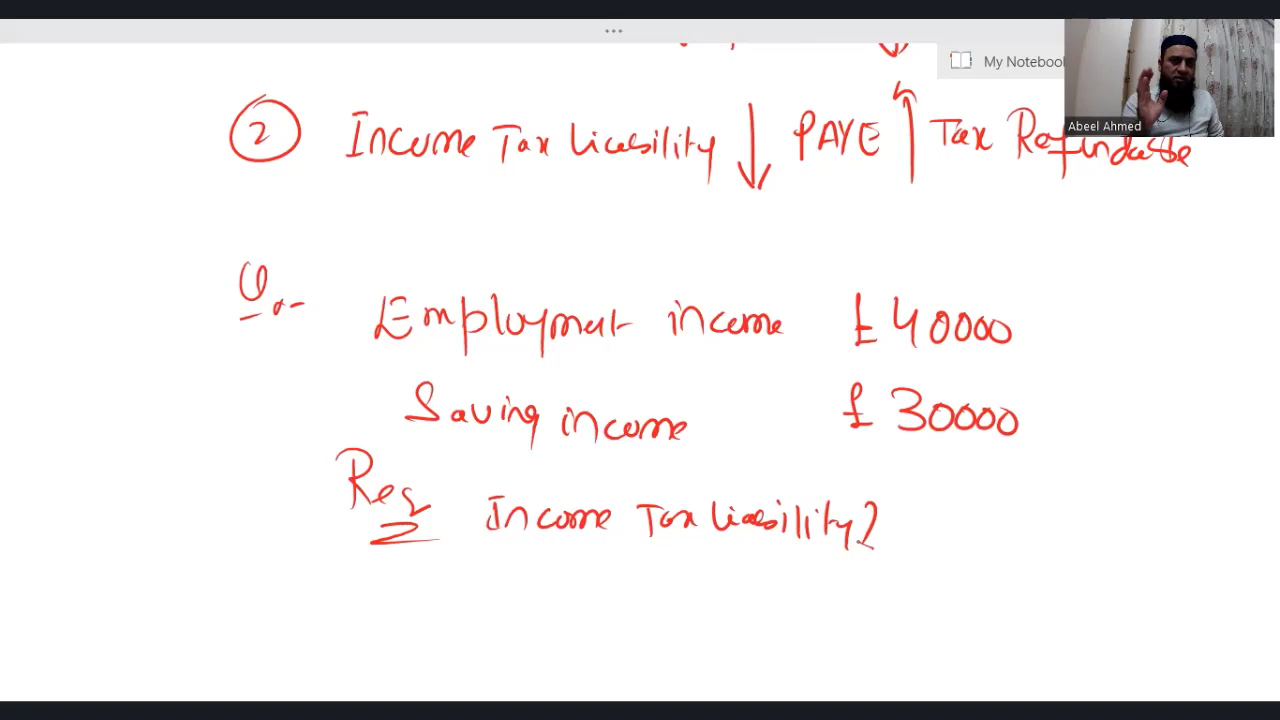 ...
My Notebook
Abeel Ahmed
2 Income Tax Liability ↓ PAYE ↑ Tax Refundable
Q:-
Employment income £ 40000
Saving income £ 30000
Req Income Tax Liability?